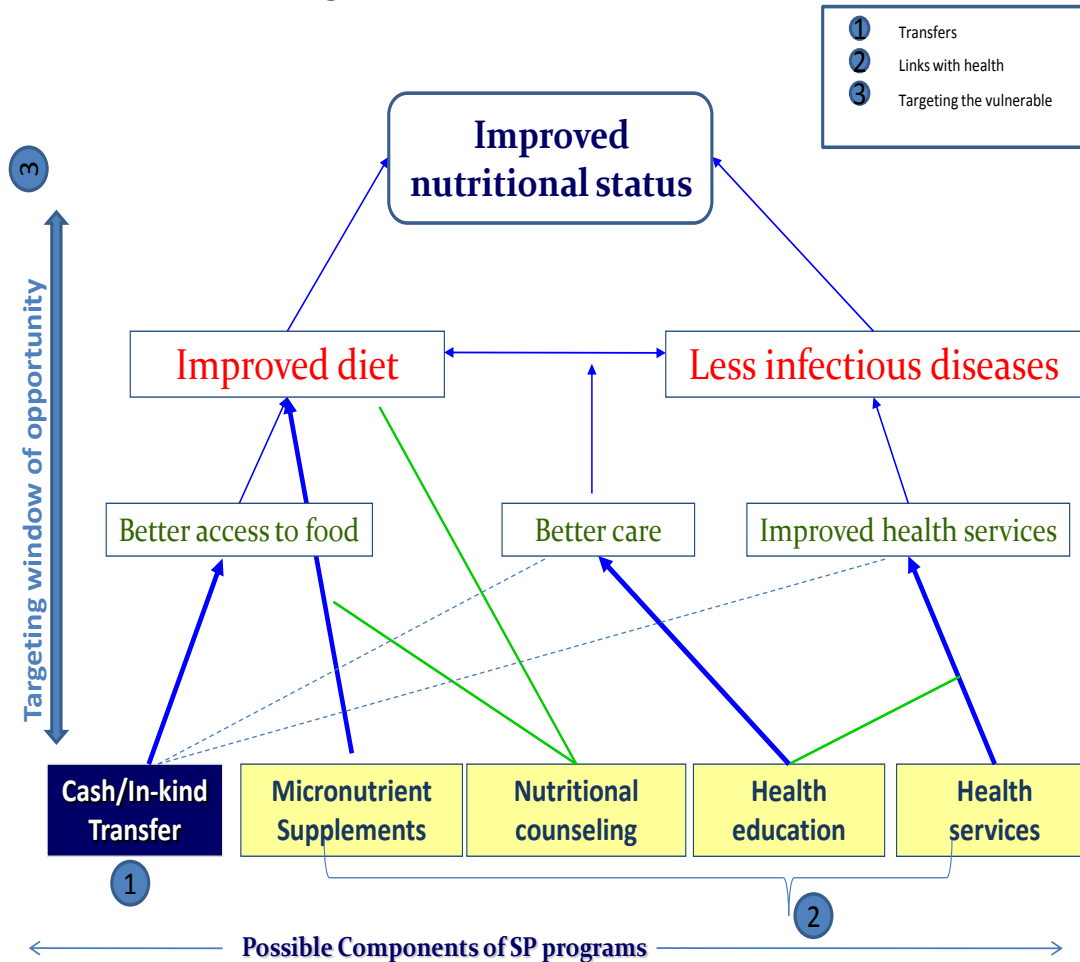 1 Transfers
2 Links with health
3 Targeting the vulnerable
Improved
nutritional status
3
Targeting window of opportunity
Improved diet
Less infectious diseases
Better access to food
Better care
Improved health services
Cash/In-kind
Transfer
Micronutrient
Supplements
Nutritional
counseling
Health
education
Health
services
1
2
Possible Components of SP programs